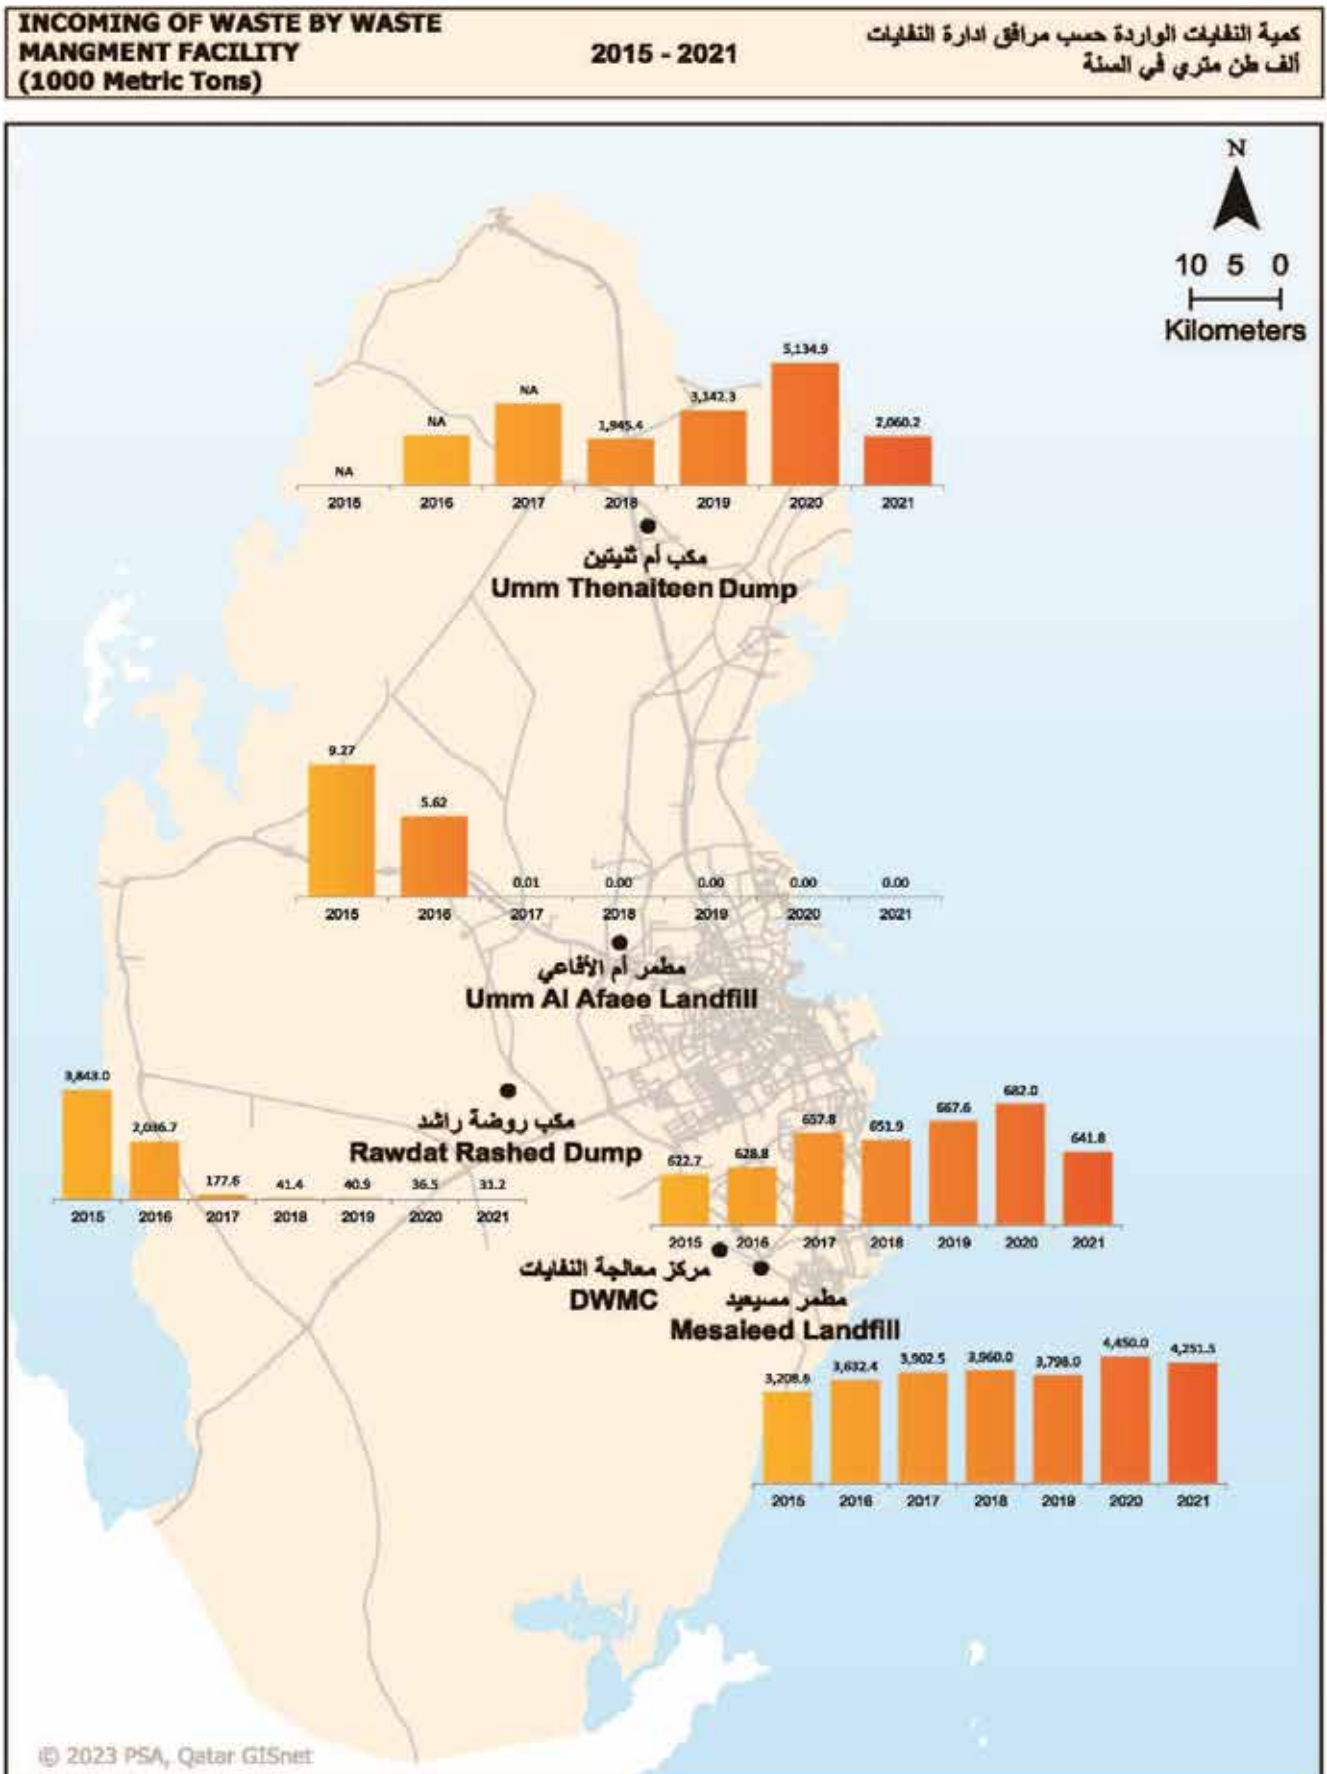 INCOMING OF WASTE BY WASTE
MANGMENT FACILITY
(1000 Metric Tons)
2015 - 2021
كمية النفايات الواردة حسب مرافق ادارة النفايات
ألف طن متري في السنة
N
10 5 0
Kilometers
NA NA NA 1,945.4 3,142.3 5,134.9 2,060.2
2015 2016 2017 2018 2019 2020 2021
مكب أم ثنيتين
Umm Thenaiteen Dump
9.27 5.62 0.01 0.00 0.00 0.00 0.00
2015 2016 2017 2018 2019 2020 2021
مطمر أم الأفاعي
Umm Al Afaee Landfill
3,843.0 2,036.7 177.6 41.4 40.9 36.5 31.2
2015 2016 2017 2018 2019 2020 2021
مكب روضة راشد
Rawdat Rashed Dump
622.7 628.8 657.8 651.9 667.6 682.0 641.8
2015 2016 2017 2018 2019 2020 2021
مركز معالجة النفايات
DWMC
مطمر مسيعيد
Mesaieed Landfill
3,208.6 3,632.4 3,902.5 3,960.0 3,798.0 4,450.0 4,251.5
2015 2016 2017 2018 2019 2020 2021
© 2023 PSA, Qatar GISnet